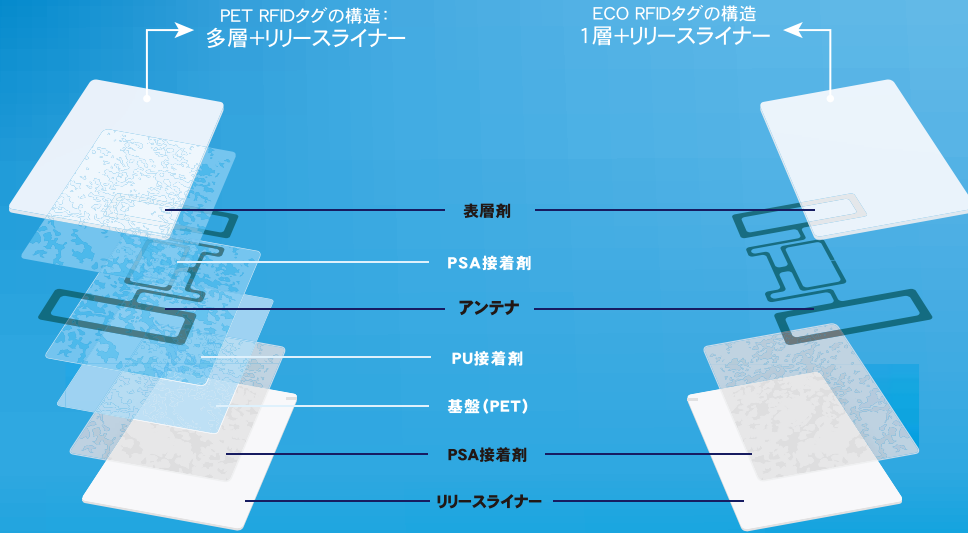 PET RFIDタグの構造：
多層＋リリースライナー
ECO RFIDタグの構造
1層＋リリースライナー
表層剤
PSA接着剤
アンテナ
PU接着剤
基盤（PET）
PSA接着剤
リリースライナー